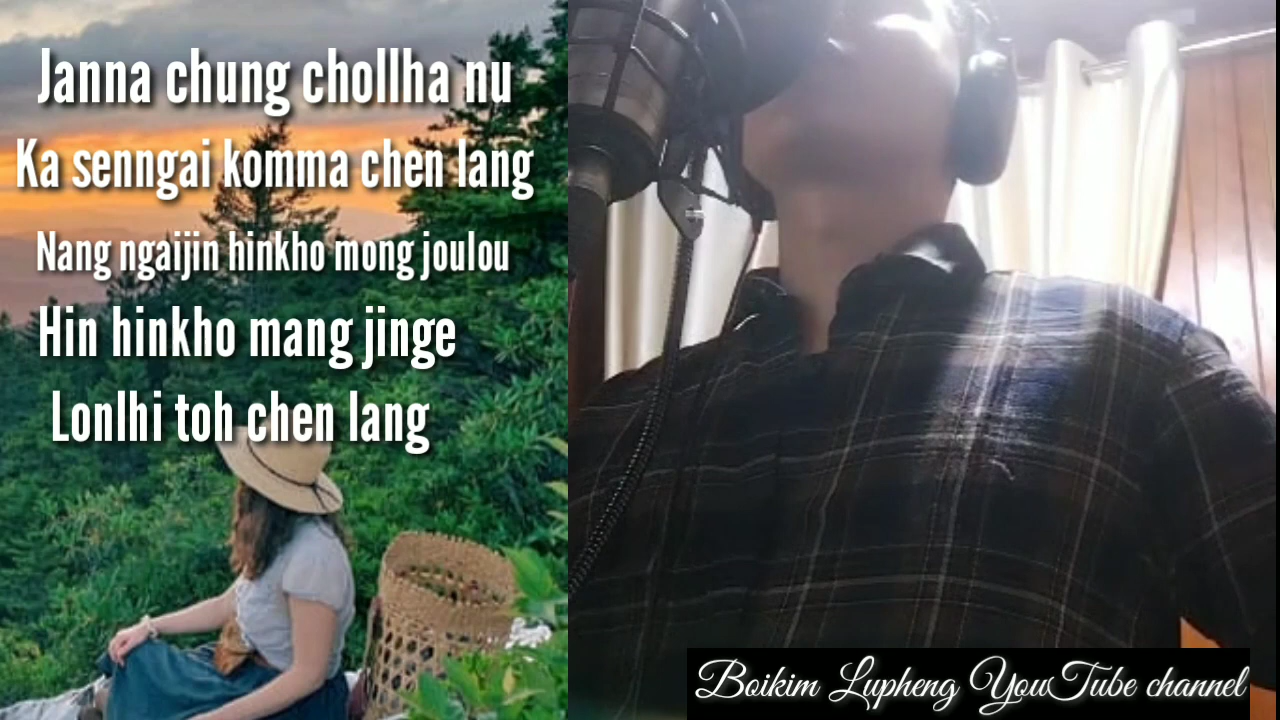 Janna chung chollha nu
Ka senngai komma chen lang
Nang ngaijin hinkho mong joulou
Hin hinkho mang jinge
Lonlhi toh chen lang
Boikim Lupheng YouTube channel